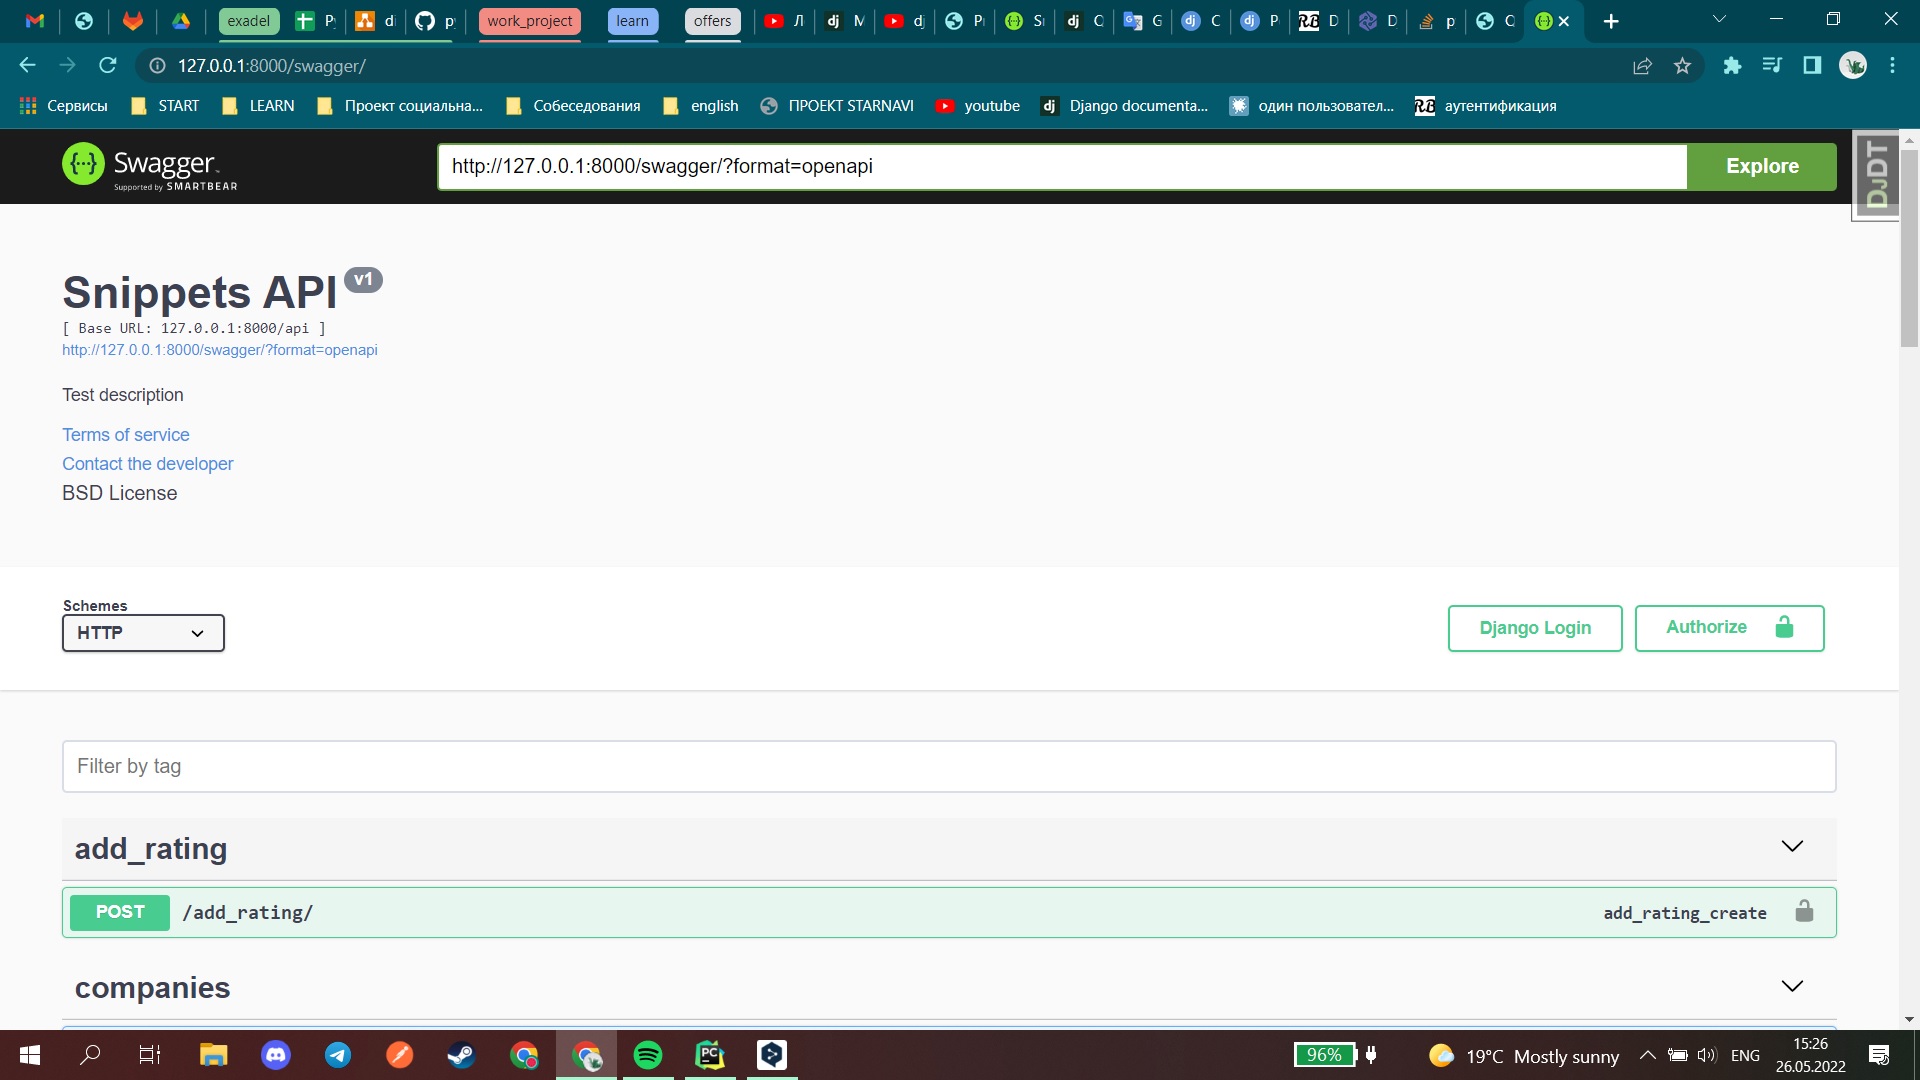 exadel
P
di
p
work_project
learn
offers
Л
M
dj
P
Si
C
G
C
P
D
D
p
C
127.0.0.1:8000/swagger/
Сервисы
START
LEARN
Проект социальна...
Собеседования
english
ПРОЕКТ STARNAVI
youtube
Django documenta...
один пользовател...
аутентификация
Swagger
Supported by SMARTBEAR
http://127.0.0.1:8000/swagger/?format=openapi
Explore
DJDT
Snippets API v1
[ Base URL: 127.0.0.1:8000/api ]
http://127.0.0.1:8000/swagger/?format=openapi
Test description
Terms of service
Contact the developer
BSD License
Schemes
HTTP
Django Login
Authorize
Filter by tag
add_rating
POST /add_rating/ add_rating_create
companies
96%
19°C Mostly sunny
ENG
15:26
26.05.2022